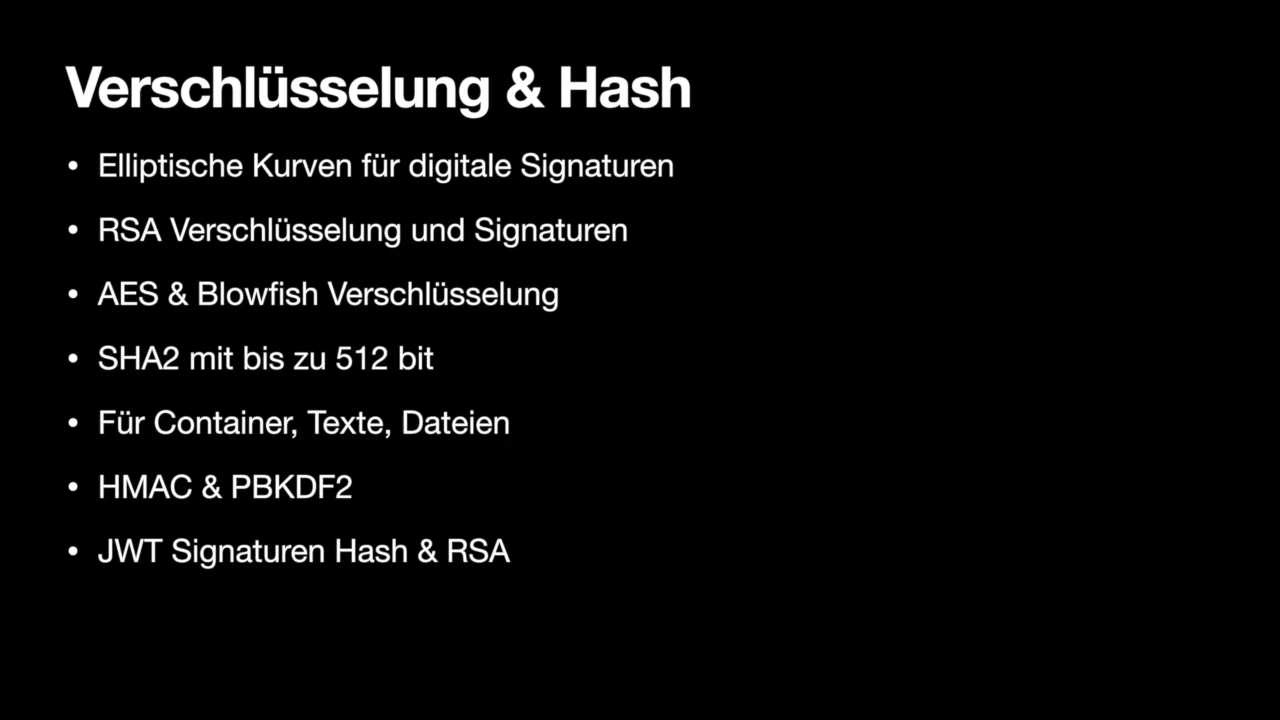 Verschlüsselung & Hash
• Elliptische Kurven für digitale Signaturen
• RSA Verschlüsselung und Signaturen
• AES & Blowfish Verschlüsselung
• SHA2 mit bis zu 512 bit
• Für Container, Texte, Dateien
• HMAC & PBKDF2
• JWT Signaturen Hash & RSA